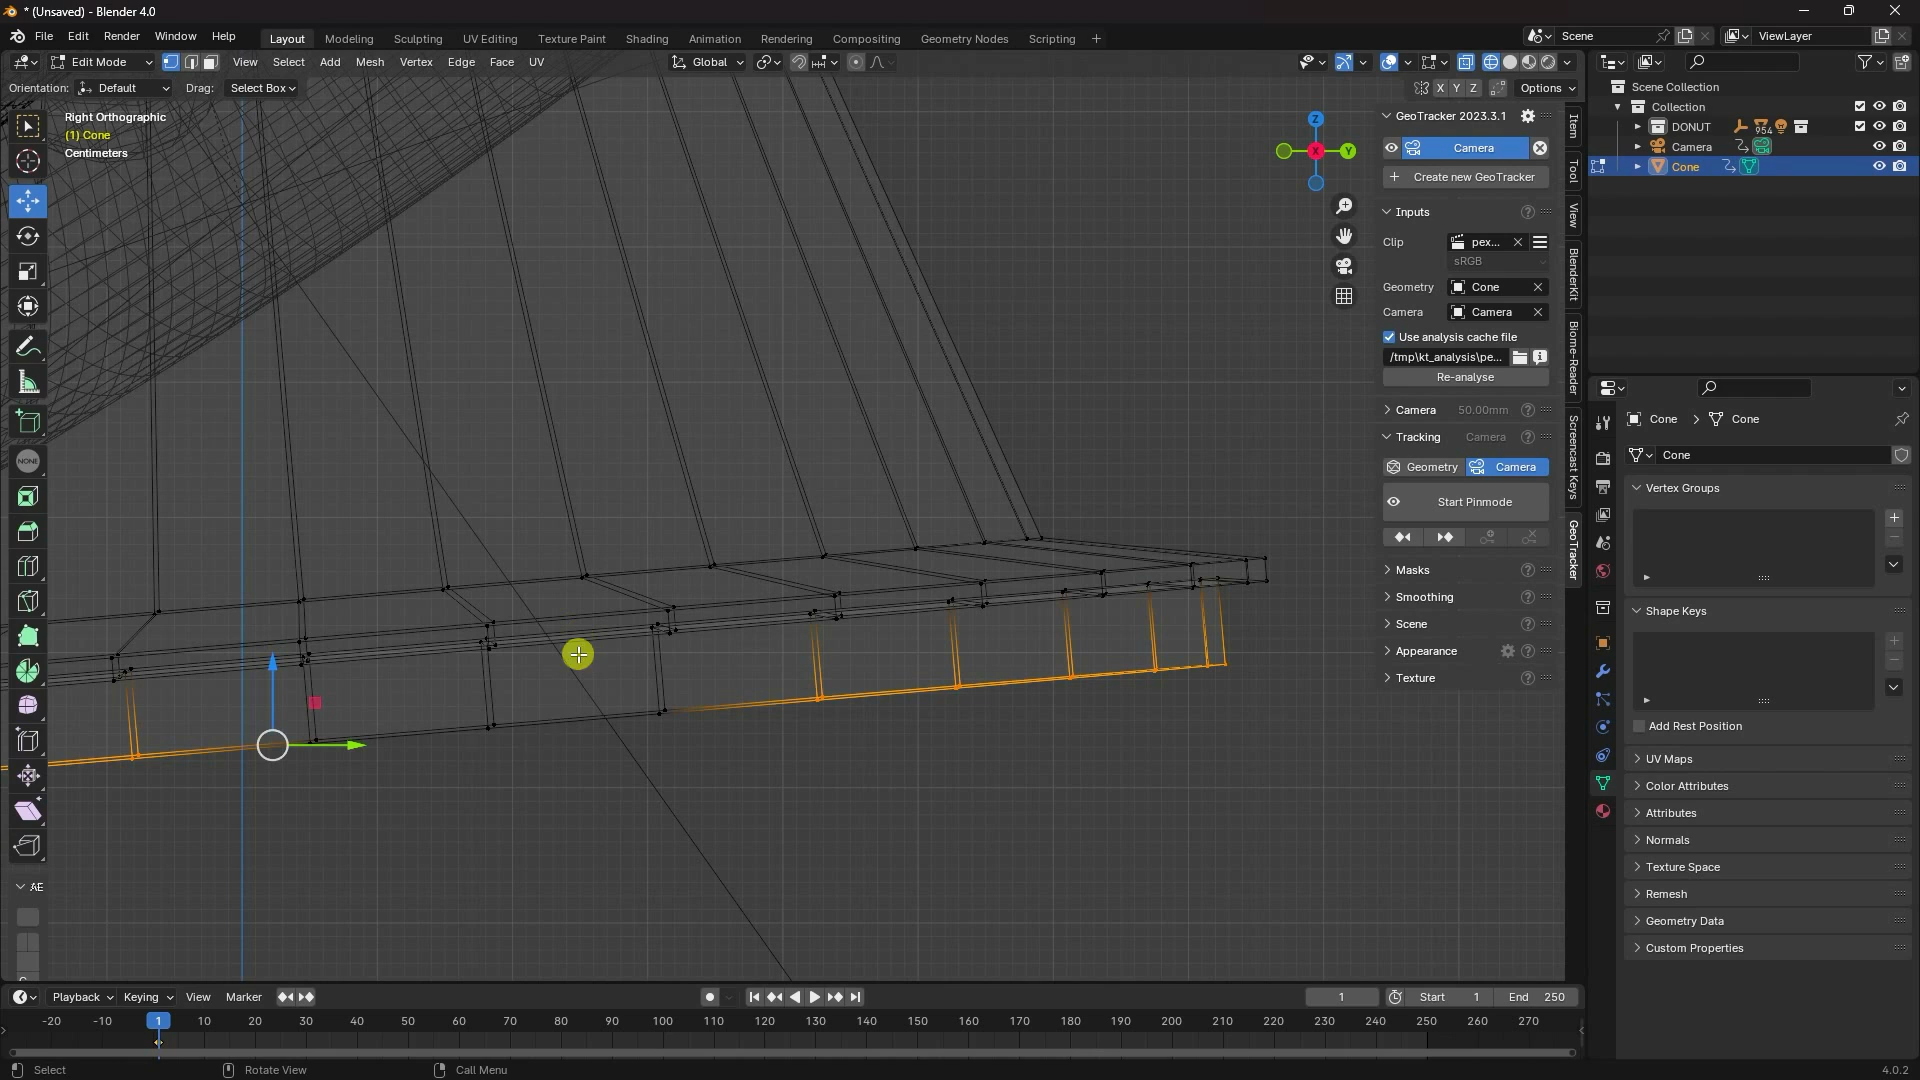 * (Unsaved) - Blender 4.0
File Edit Render Window Help
Layout Modeling Sculpting UV Editing Texture Paint Shading Animation Rendering Compositing Geometry Nodes Scripting +
Scene ViewLayer
Edit Mode View Select Add Mesh Vertex Edge Face UV Global
Orientation: Default Drag: Select Box X Y Z Options
Right Orthographic
(1) Cone
Centimeters
Z
X
Y
NONE
AE
GeoTracker 2023.3.1
Camera
Create new GeoTracker
Inputs
Clip pex...
sRGB
Geometry Cone
Camera Camera
Use analysis cache file
/tmp\kt_analysis\pe...
Re-analyse
Camera 50.00mm
Tracking Camera
Geometry Camera
Start Pinmode
Masks
Smoothing
Scene
Appearance
Texture
Item
Tool
View
BlenderKit
Biome-Reader
Screencast Keys
GeoTracker
Scene Collection
Collection
DONUT 954
Camera
Cone
Cone Cone
Cone
Vertex Groups
Shape Keys
Add Rest Position
UV Maps
Color Attributes
Attributes
Normals
Texture Space
Remesh
Geometry Data
Custom Properties
Playback Keying View Marker 1 Start 1 End 250
-20 -10 1 10 20 30 40 50 60 70 80 90 100 110 120 130 140 150 160 170 180 190 200 210 220 230 240 250 260 270
Select Rotate View Call Menu 4.0.2